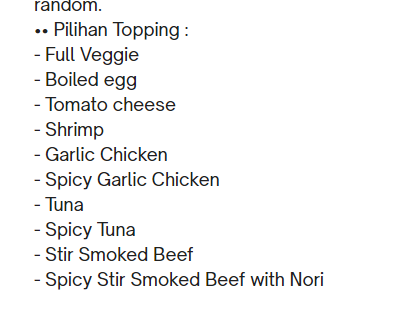 random.
•• Pilihan Topping :
- Full Veggie
- Boiled egg
- Tomato cheese
- Shrimp
- Garlic Chicken
- Spicy Garlic Chicken
- Tuna
- Spicy Tuna
- Stir Smoked Beef
- Spicy Stir Smoked Beef with Nori